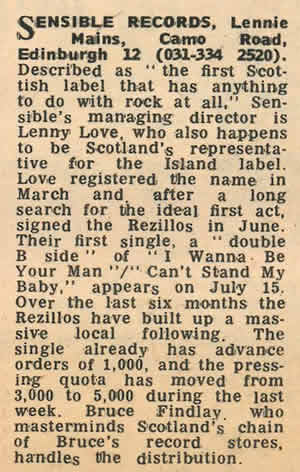 SENSIBLE RECORDS, Lennie
Mains, Camo Road,
Edinburgh 12 (031-334 2520).
Described as "the first Scot-
tish label that has anything
to do with rock at all," Sen-
sible's managing director is
Lenny Love, who also happens
to be Scotland's representa-
tive for the Island label.
Love registered the name in
March and, after a long
search for the ideal first act,
signed the Rezillos in June.
Their first single, a "double
B side" of "I Wanna Be
Your Man"/"Can't Stand My
Baby," appears on July 15.
Over the last six months the
Rezillos have built up a mas-
sive local following. The
single already has advance
orders of 1,000, and the press-
ing quota has moved from
3,000 to 5,000 during the last
week. Bruce Findlay, who
masterminds Scotland's chain
of Bruce's record stores,
handles the distribution.